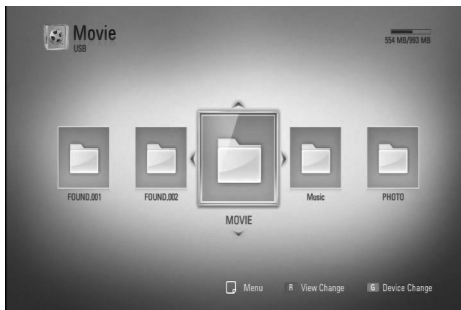 Movie
USB
554 MB/993 MB
FOUND.001
FOUND.002
MOVIE
Music
PHOTO
Menu
R View Change
G Device Change